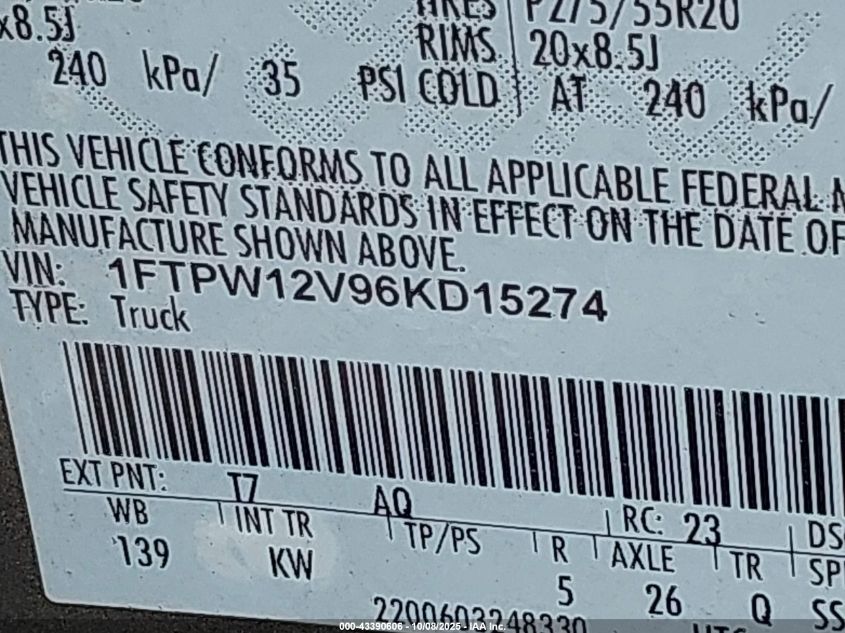 TIRES P275/55R20
x8.5J RIMS 20x8.5J
240 kPa/ 35 PSI COLD AT 240 kPa/
THIS VEHICLE CONFORMS TO ALL APPLICABLE FEDERAL M
VEHICLE SAFETY STANDARDS IN EFFECT ON THE DATE OF
MANUFACTURE SHOWN ABOVE.
VIN: 1FTPW12V96KD15274
TYPE: Truck
EXT PNT: T7 AQ RC: 23 DS
WB INT TR TP/PS R AXLE TR SP
139 KW 5 26 Q SS
2200603248330 UTC
000-43390606 - 10/08/2025 - IAA Inc.